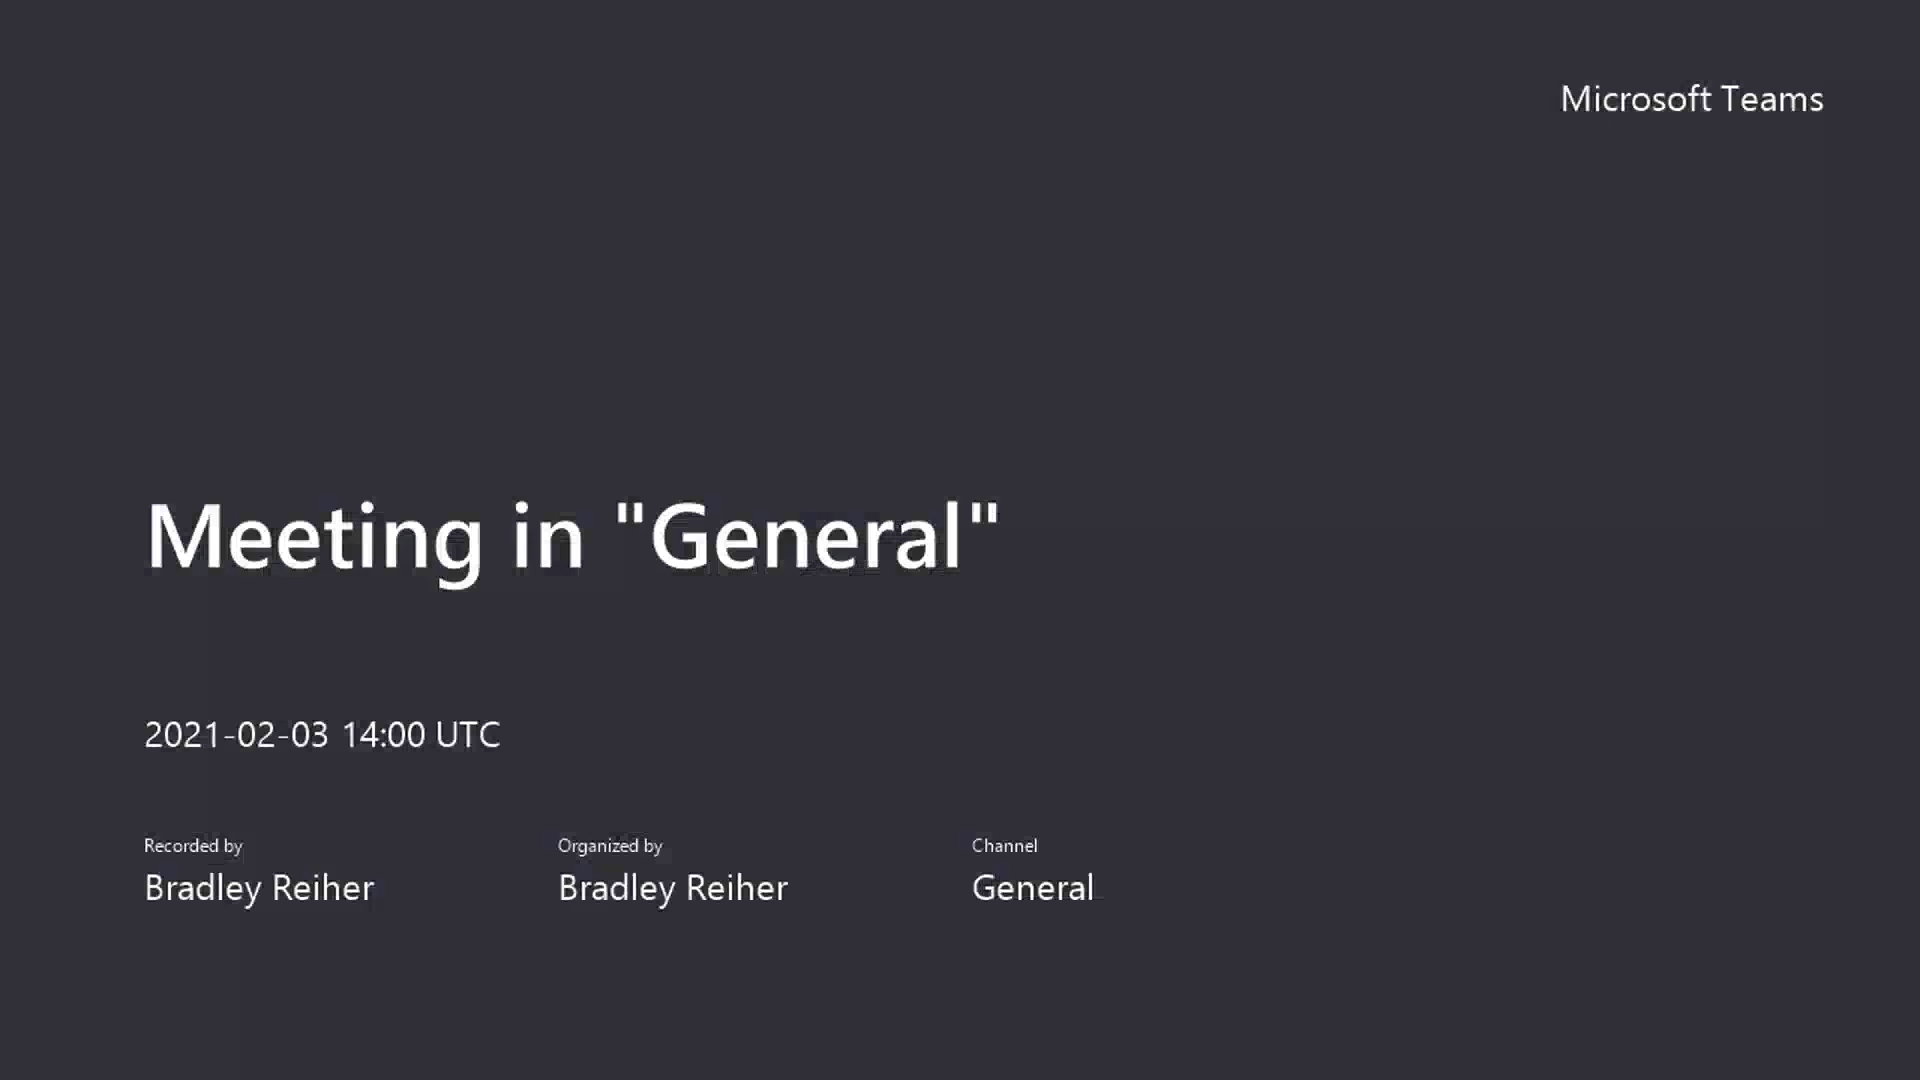 Microsoft Teams
Meeting in "General"
2021-02-03 14:00 UTC
Recorded by
Bradley Reiher
Organized by
Bradley Reiher
Channel
General